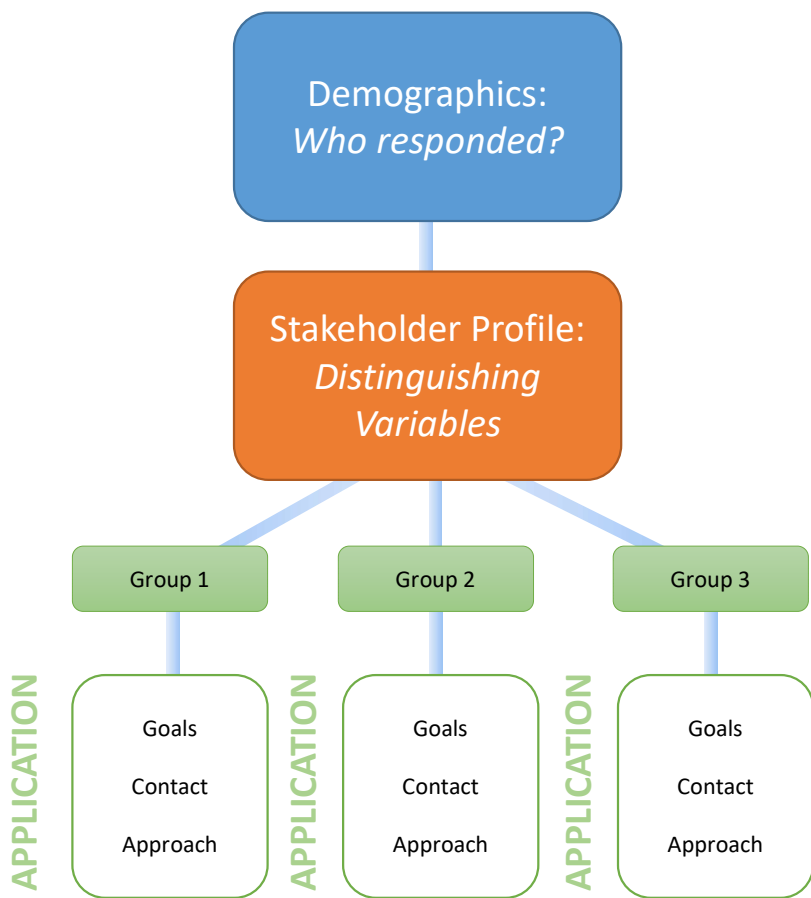 Demographics:
Who responded?
Stakeholder Profile:
Distinguishing
Variables
Group 1
Group 2
Group 3
APPLICATION
Goals
Contact
Approach
APPLICATION
Goals
Contact
Approach
APPLICATION
Goals
Contact
Approach